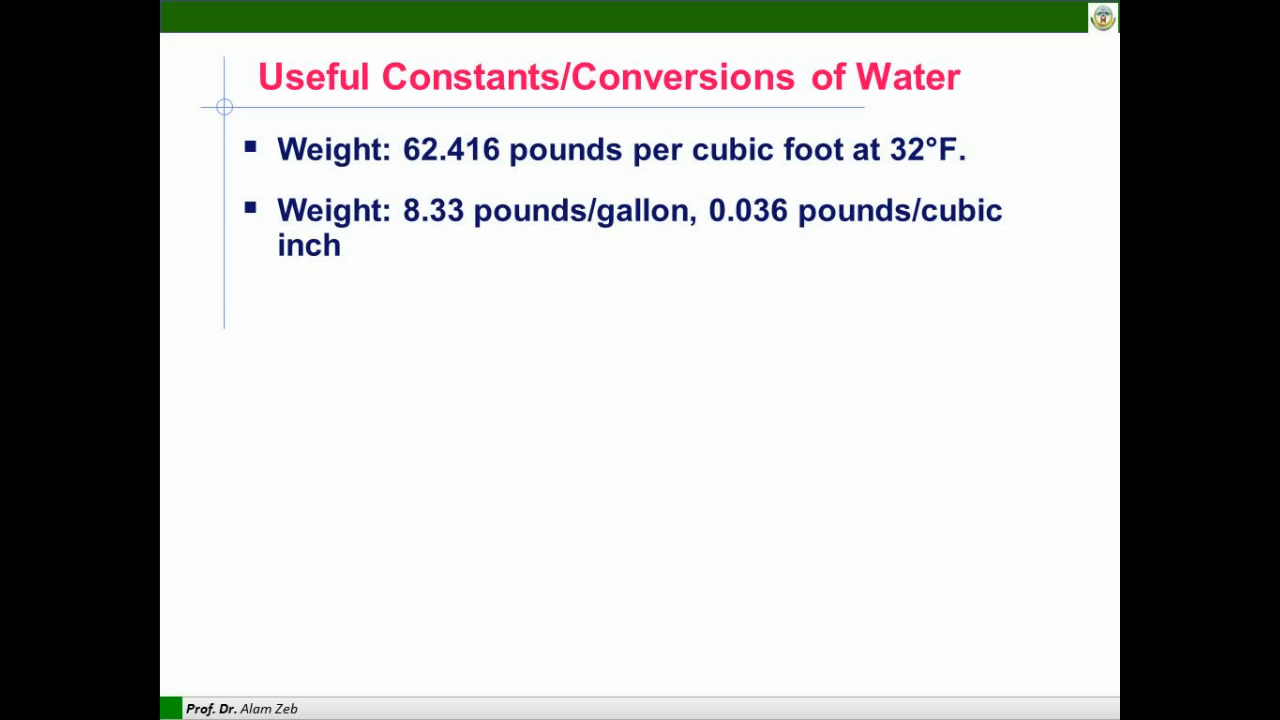 Useful Constants/Conversions of Water
▪ Weight: 62.416 pounds per cubic foot at 32°F.
▪ Weight: 8.33 pounds/gallon, 0.036 pounds/cubic
inch
Prof. Dr. Alam Zeb